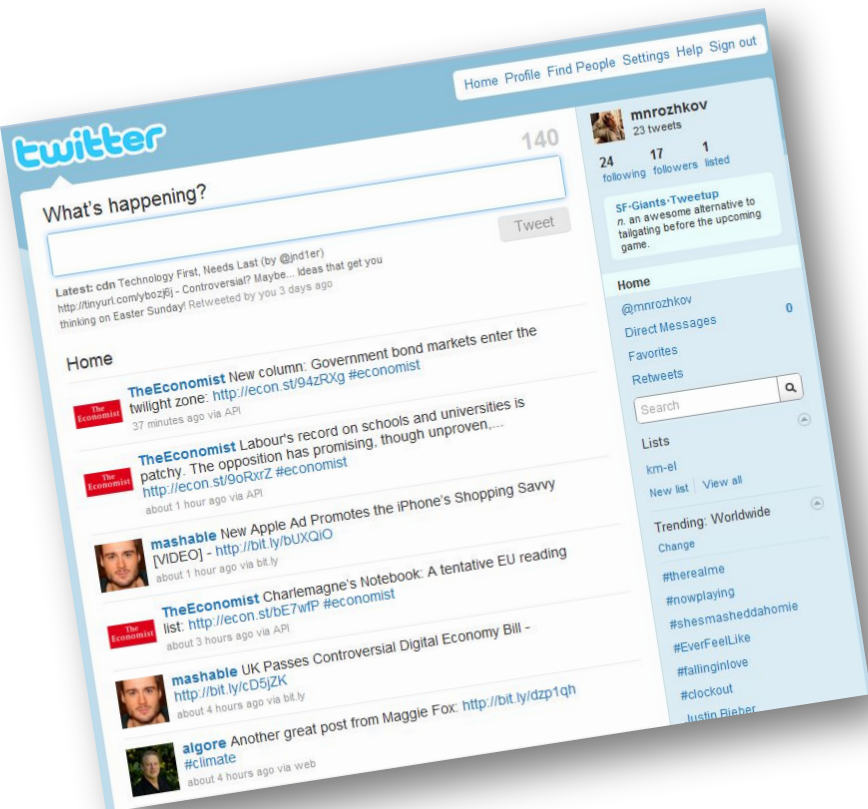 Home Profile Find People Settings Help Sign out
twitter
What's happening?
140
Tweet
Latest: cdn Technology First, Needs Last (by @jnd1er)
http://tinyurl.com/ybozj6j - Controversial? Maybe... Ideas that get you
thinking on Easter Sunday! Retweeted by you 3 days ago
Home
TheEconomist New column: Government bond markets enter the
twilight zone: http://econ.st/94zRXg #economist
37 minutes ago via API
The
Economist
TheEconomist Labour's record on schools and universities is
patchy. The opposition has promising, though unproven,...
http://econ.st/9oRxrZ #economist
about 1 hour ago via API
The
Economist
mashable New Apple Ad Promotes the iPhone's Shopping Savvy
[VIDEO] - http://bit.ly/bUXQiO
about 1 hour ago via bit.ly
TheEconomist Charlemagne's Notebook: A tentative EU reading
list: http://econ.st/bE7wfP #economist
about 3 hours ago via API
The
Economist
mashable UK Passes Controversial Digital Economy Bill -
http://bit.ly/cD5jZK
about 4 hours ago via bit.ly
algore Another great post from Maggie Fox: http://bit.ly/dzp1qh
#climate
about 4 hours ago via web
mnrozhkov
23 tweets
24 17 1
following followers listed
SF·Giants·Tweetup
n. an awesome alternative to
tailgating before the upcoming
game.
Home
@mnrozhkov
Direct Messages 0
Favorites
Retweets
Search
Lists
km-el
New list View all
Trending: Worldwide
Change
#therealme
#nowplaying
#shesmasheddahomie
#EverFeelLike
#fallinginlove
#clockout
Justin Bieber